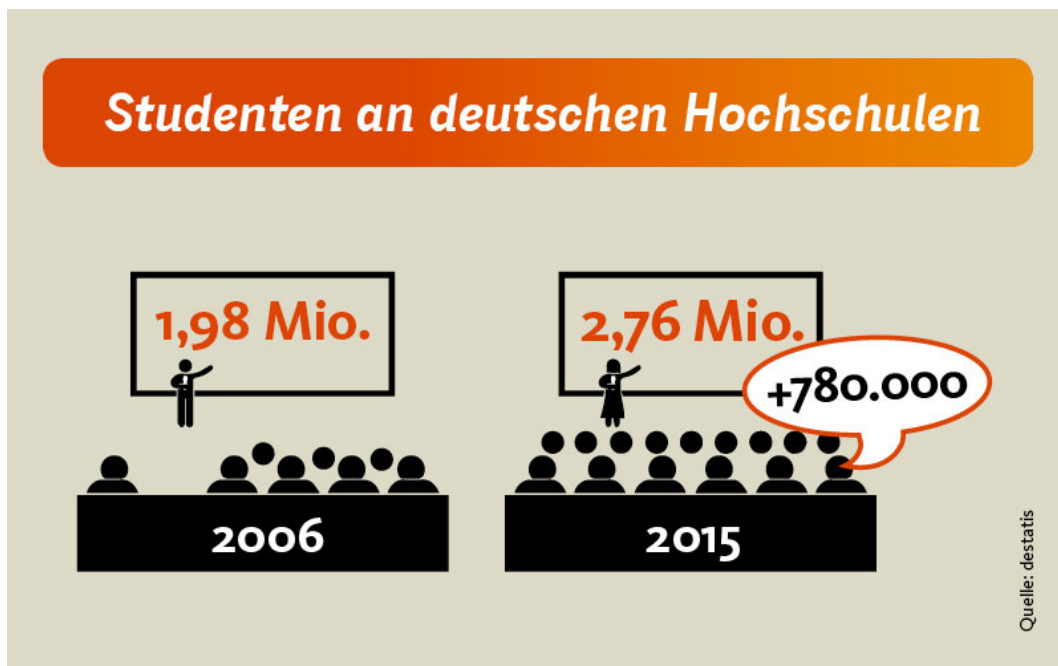 Studenten an deutschen Hochschulen
1,98 Mio.
2,76 Mio.
+780.000
2006
2015
Quelle: destatis